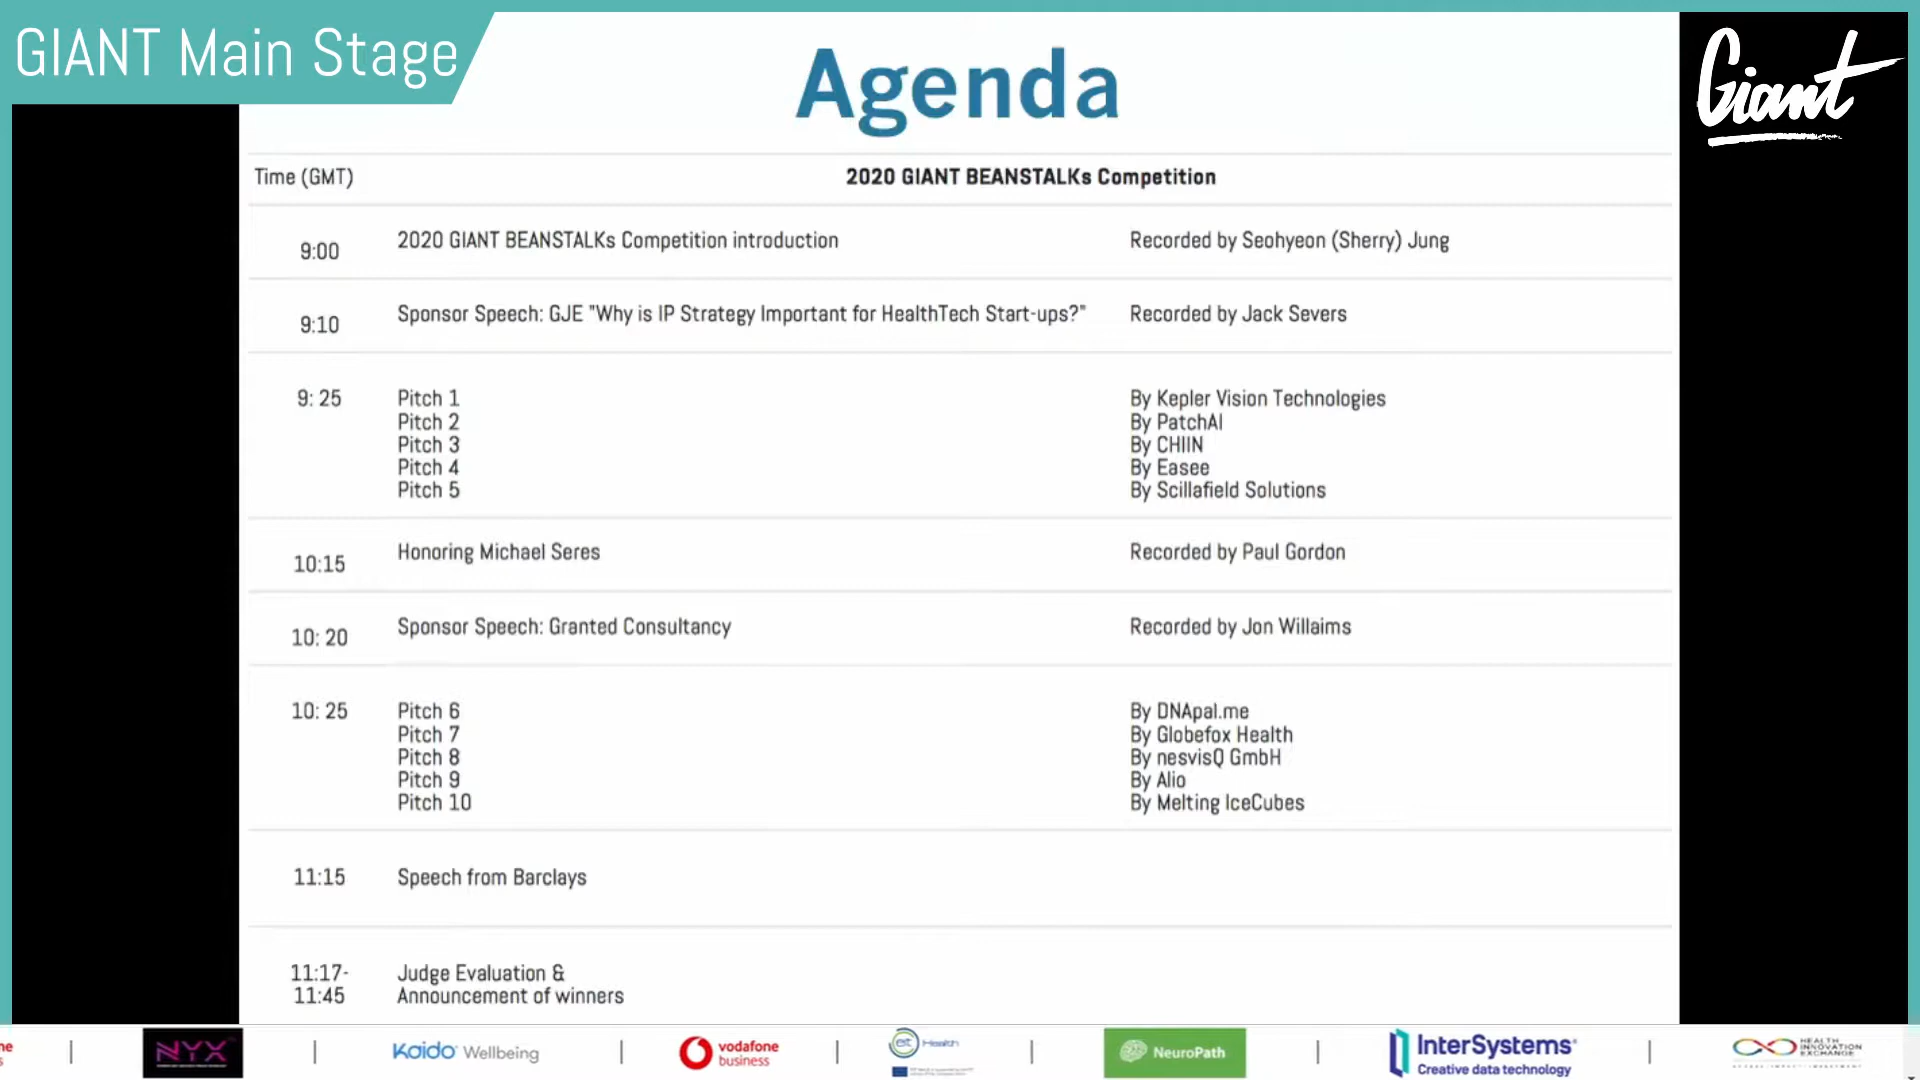 GIANT Main Stage
Agenda
Giant
Time (GMT) 2020 GIANT BEANSTALKs Competition
9:00 2020 GIANT BEANSTALKs Competition introduction Recorded by Seohyeon (Sherry) Jung
9:10 Sponsor Speech: GJE "Why is IP Strategy Important for HealthTech Start-ups?" Recorded by Jack Severs
9: 25 Pitch 1 By Kepler Vision Technologies
Pitch 2 By PatchAI
Pitch 3 By CHIIN
Pitch 4 By Easee
Pitch 5 By Scillafield Solutions
10:15 Honoring Michael Seres Recorded by Paul Gordon
10: 20 Sponsor Speech: Granted Consultancy Recorded by Jon Willaims
10: 25 Pitch 6 By DNApal.me
Pitch 7 By Globefox Health
Pitch 8 By nesvisQ GmbH
Pitch 9 By Alio
Pitch 10 By Melting IceCubes
11:15 Speech from Barclays
11:17- Judge Evaluation &
11:45 Announcement of winners
NYX
Kaido Wellbeing
vodafone
business
eit Health
NeuroPath
InterSystems
Creative data technology
HEALTH
INNOVATION
EXCHANGE